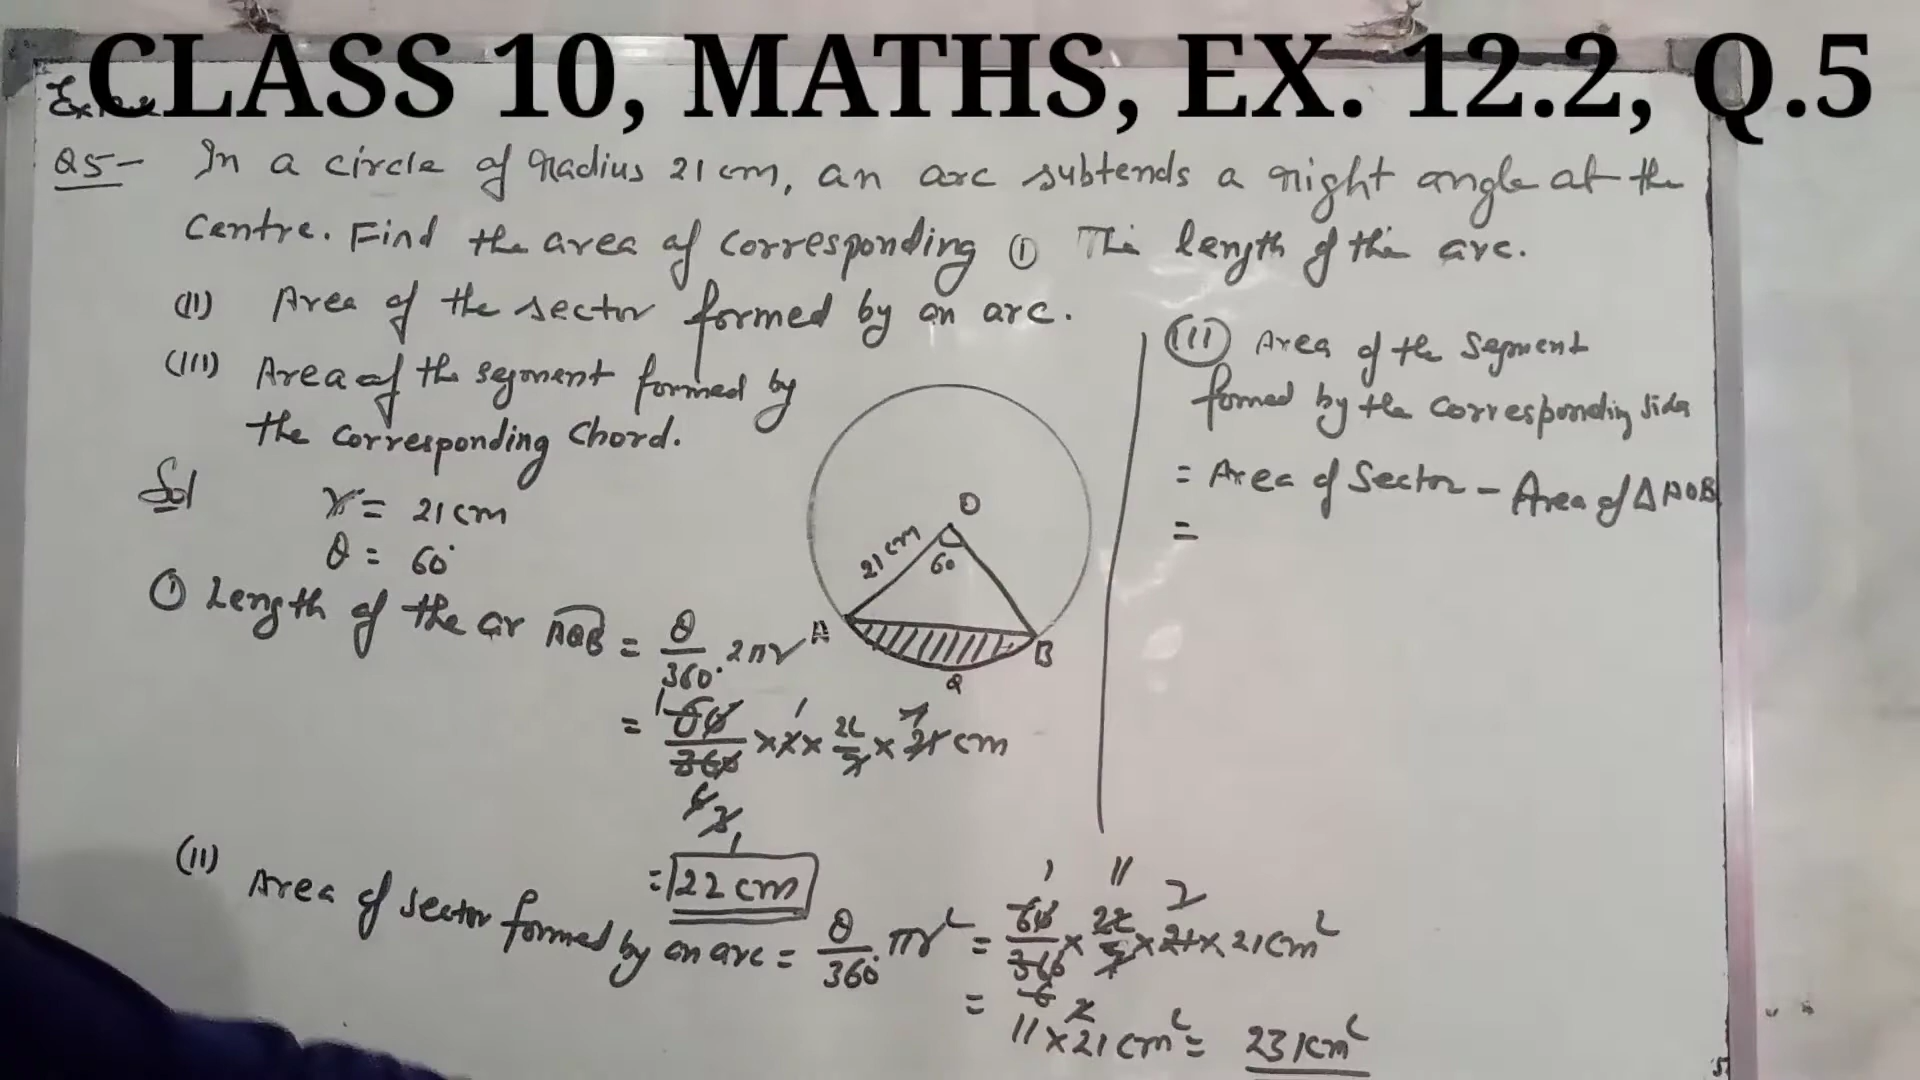 CLASS 10, MATHS, EX. 12.2, Q.5
Q5- In a circle of radius 21 cm, an arc subtends a right angle at the
centre. Find the area of corresponding (i) The length of the arc.
(II) Area of the sector formed by an arc.
(III) Area of the segment formed by
the corresponding chord.
Sol r = 21 cm
θ = 60°
(i) Length of the ar AQB = θ/360° · 2πr
= 60/360 × 2 × 22/7 × 21 cm
= 22 cm
(II) Area of sector formed by an arc = θ/360° πr² = 60/360 × 22/7 × 21 × 21 cm²
= 11 × 21 cm² = 231 cm²
O
21 cm
60
A
B
Q
(III) Area of the segment
formed by the corresponding side
= Area of Sector - Area of Δ AOB
=